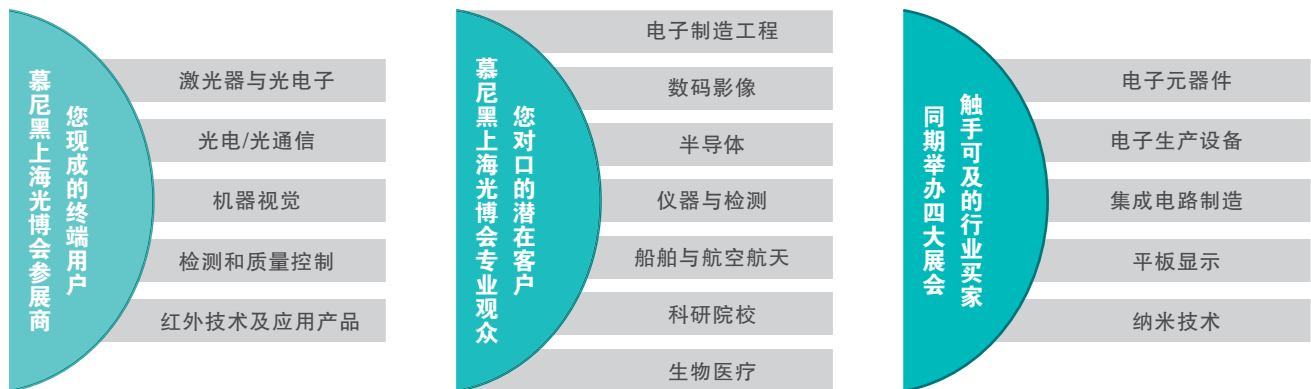 慕尼黑上海光博会参展商
您现成的终端用户
激光器与光电子
光电/光通信
机器视觉
检测和质量控制
红外技术及应用产品
慕尼黑上海光博会专业观众
您对口的潜在客户
电子制造工程
数码影像
半导体
仪器与检测
船舶与航空航天
科研院校
生物医疗
同期举办四大展会
触手可及的行业买家
电子元器件
电子生产设备
集成电路制造
平板显示
纳米技术